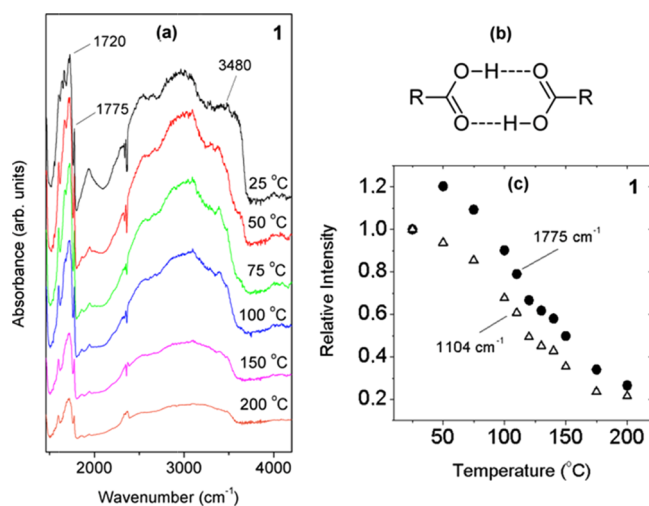 (a)
1
1720
1775
3480
25 °C
50 °C
75 °C
100 °C
150 °C
200 °C
Absorbance (arb. units)
2000 3000 4000
Wavenumber (cm⁻¹)
(b)
O H O
R R
O H O
(c)
1
1775 cm⁻¹
1104 cm⁻¹
1.2
1.0
0.8
0.6
0.4
0.2
Relative Intensity
50 100 150 200
Temperature (°C)